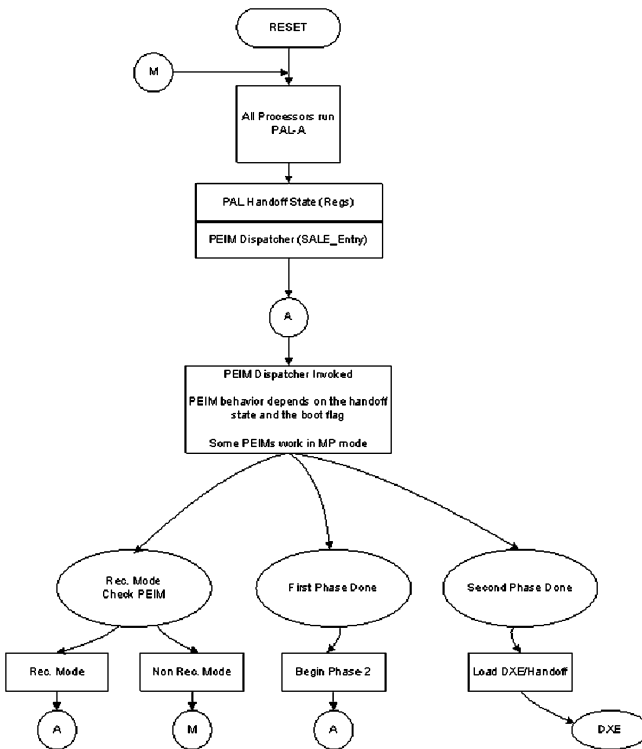 RESET
M
All Processors run
PAL-A
PAL Handoff State (Regs)
PEIM Dispatcher (SALE_Entry)
A
PEIM Dispatcher Invoked
PEIM behavior depends on the handoff
state and the boot flag
Some PEIMs work in MP mode
Rec. Mode
Check PEIM
First Phase Done
Second Phase Done
Rec. Mode
Non Rec. Mode
Begin Phase-2
Load DXE/Handoff
A
M
A
DXE